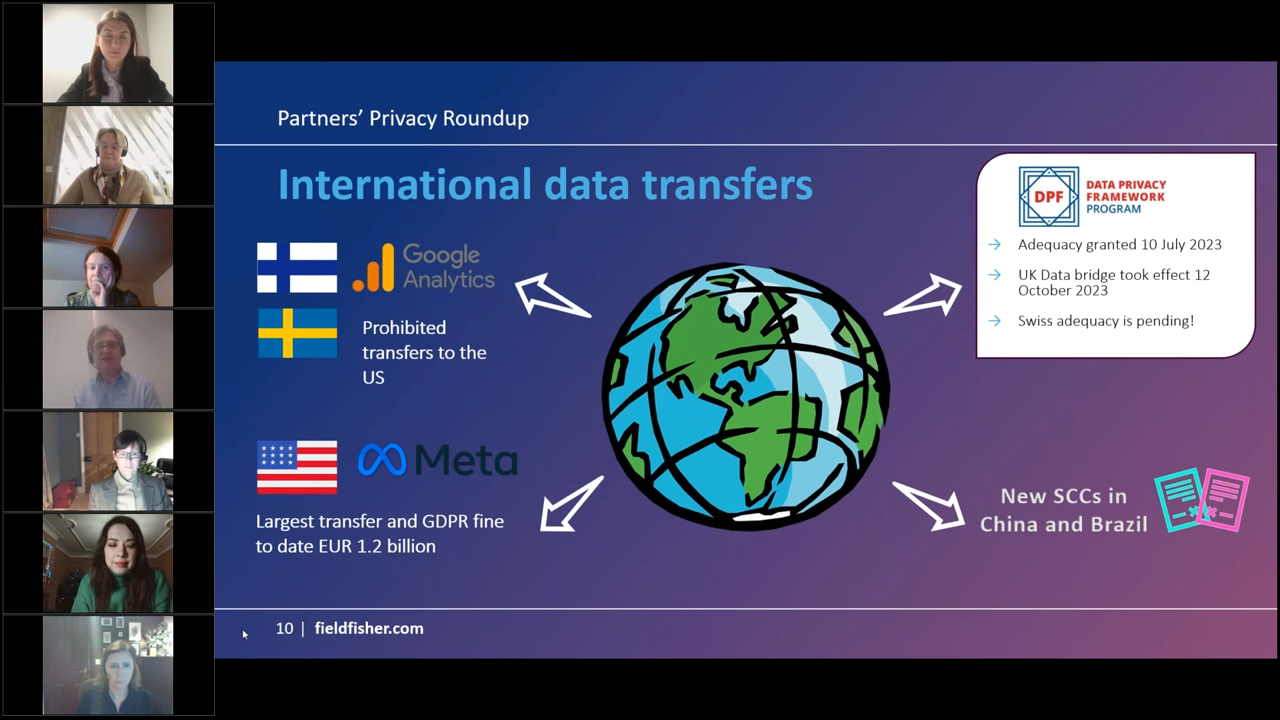 Partners' Privacy Roundup
International data transfers
Google
Analytics
Prohibited
transfers to the
US
Meta
Largest transfer and GDPR fine
to date EUR 1.2 billion
DPF
DATA PRIVACY
FRAMEWORK
PROGRAM
Adequacy granted 10 July 2023
UK Data bridge took effect 12
October 2023
Swiss adequacy is pending!
New SCCs in
China and Brazil
10 | fieldfisher.com